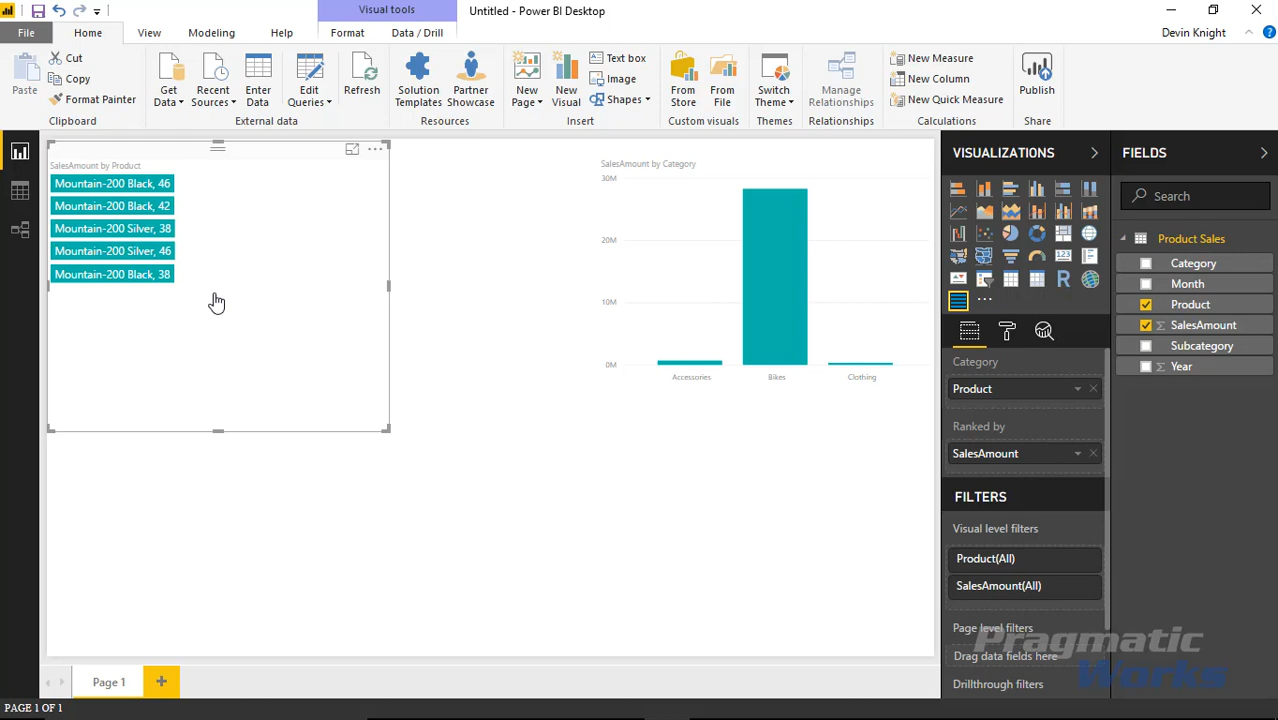 Visual tools
Untitled - Power BI Desktop
File
Home
View
Modeling
Help
Format
Data / Drill
Devin Knight
Paste
Cut
Copy
Format Painter
Clipboard
Get Data
Recent Sources
Enter Data
Edit Queries
Refresh
External data
Solution Templates
Partner Showcase
Resources
New Page
New Visual
Text box
Image
Shapes
Insert
From Store
From File
Custom visuals
Switch Theme
Themes
Manage Relationships
Relationships
New Measure
New Column
New Quick Measure
Calculations
Publish
Share
SalesAmount by Product
Mountain-200 Black, 46
Mountain-200 Black, 42
Mountain-200 Silver, 38
Mountain-200 Silver, 46
Mountain-200 Black, 38
SalesAmount by Category
30M
20M
10M
0M
Accessories
Bikes
Clothing
VISUALIZATIONS
123
R
Category
Product
Ranked by
SalesAmount
FILTERS
Visual level filters
Product(All)
SalesAmount(All)
Page level filters
Drag data fields here
Drillthrough filters
FIELDS
Search
Product Sales
Category
Month
Product
Σ SalesAmount
Subcategory
Σ Year
Pragmatic
Works
Page 1
PAGE 1 OF 1